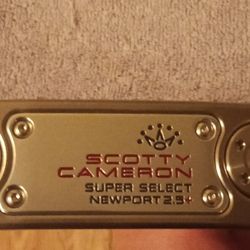 SCOTTY
CAMERON
SUPER SELECT
NEWPORT 2.5+